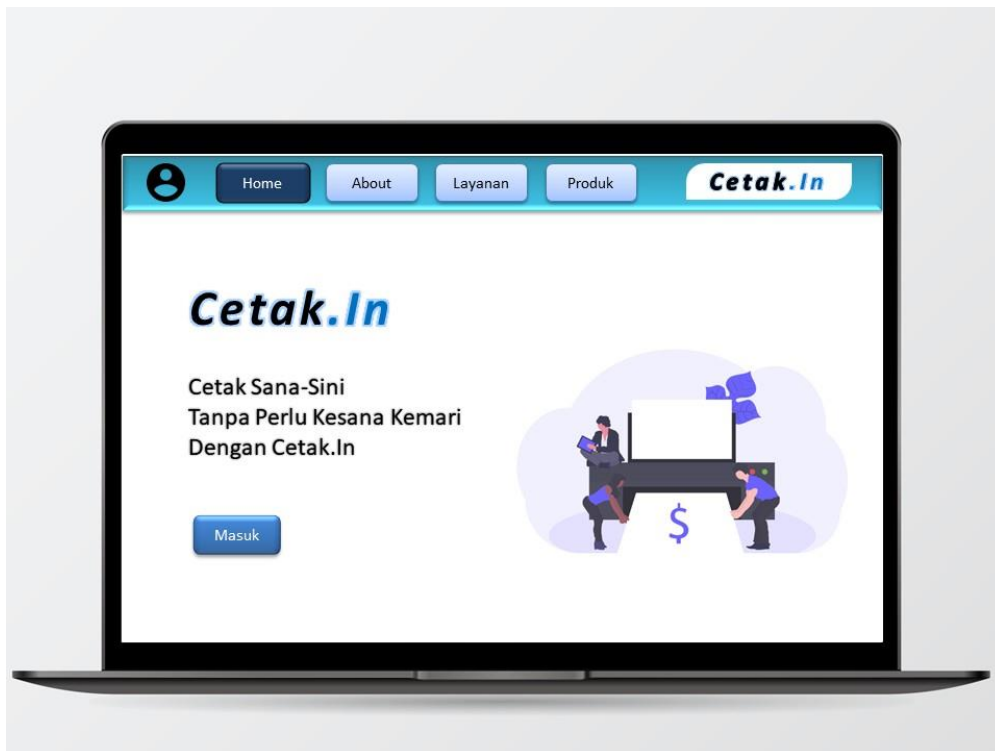 Home
About
Layanan
Produk
Cetak.In
Cetak.In
Cetak Sana-Sini
Tanpa Perlu Kesana Kemari
Dengan Cetak.In
Masuk
$